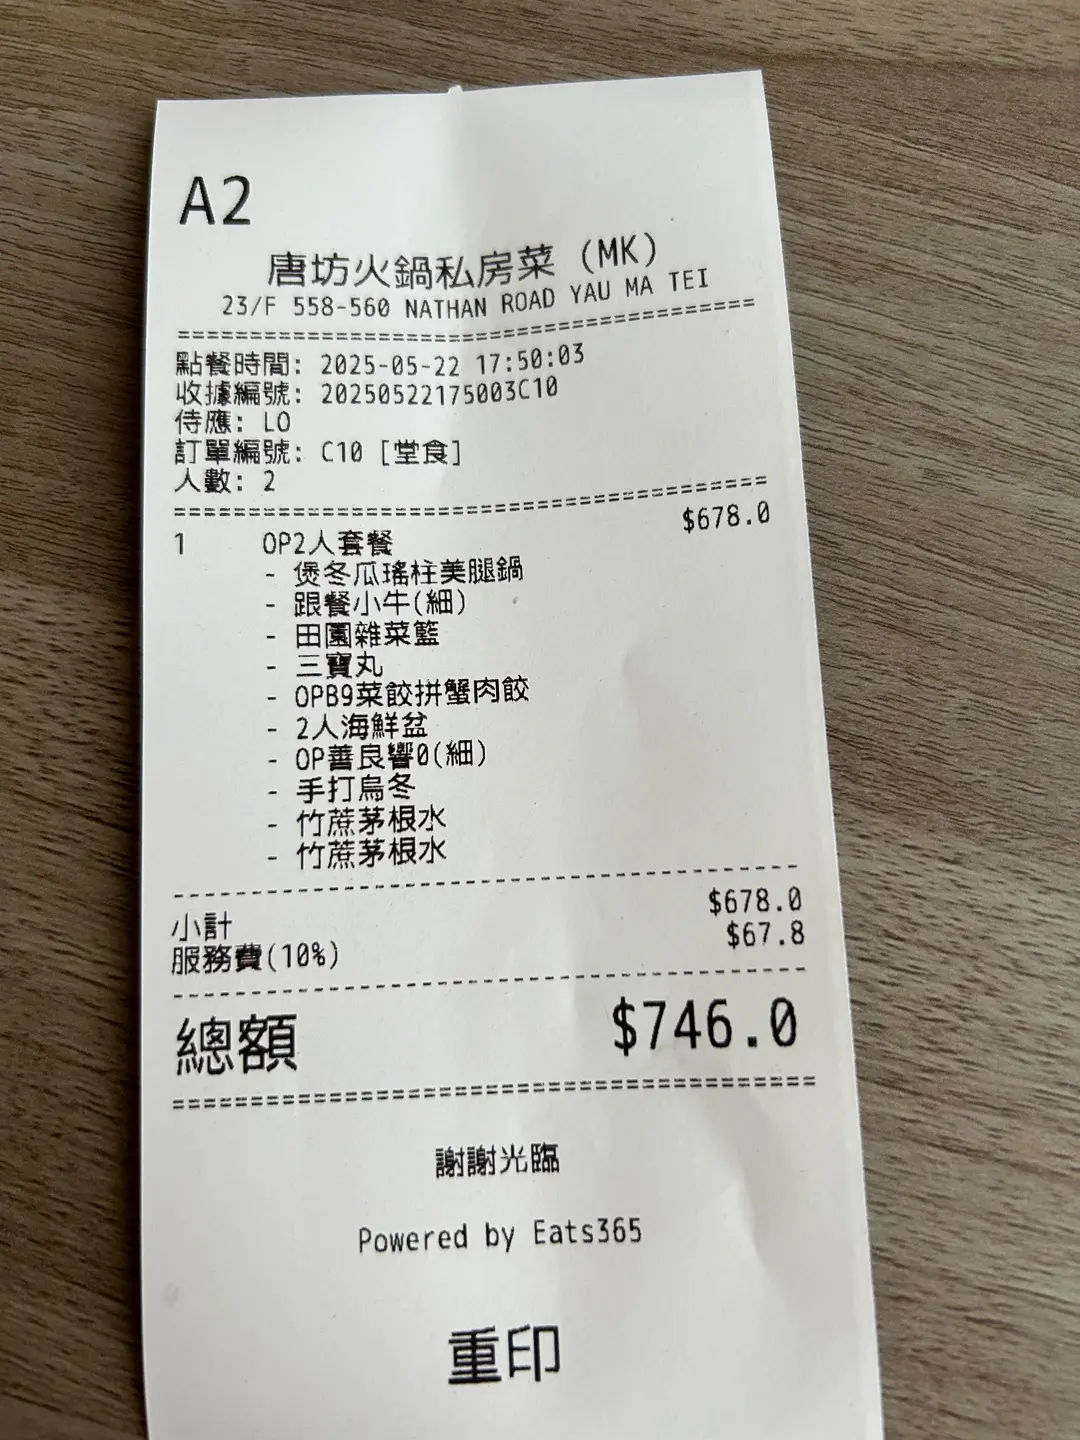 A2
唐坊火鍋私房菜 (MK)
23/F 558-560 NATHAN ROAD YAU MA TEI
========================================
點餐時間: 2025-05-22 17:50:03
收據編號: 20250522175003C10
侍應: LO
訂單編號: C10 [堂食]
人數: 2
========================================
1 OP2人套餐 $678.0
- 煲冬瓜瑤柱美腿鍋
- 跟餐小牛(細)
- 田園雜菜籃
- 三寶丸
- OPB9菜餃拼蟹肉餃
- 2人海鮮盆
- OP善良響0(細)
- 手打烏冬
- 竹蔗茅根水
- 竹蔗茅根水
----------------------------------------
小計 $678.0
服務費(10%) $67.8
----------------------------------------
總額 $746.0
========================================
謝謝光臨
Powered by Eats365
重印